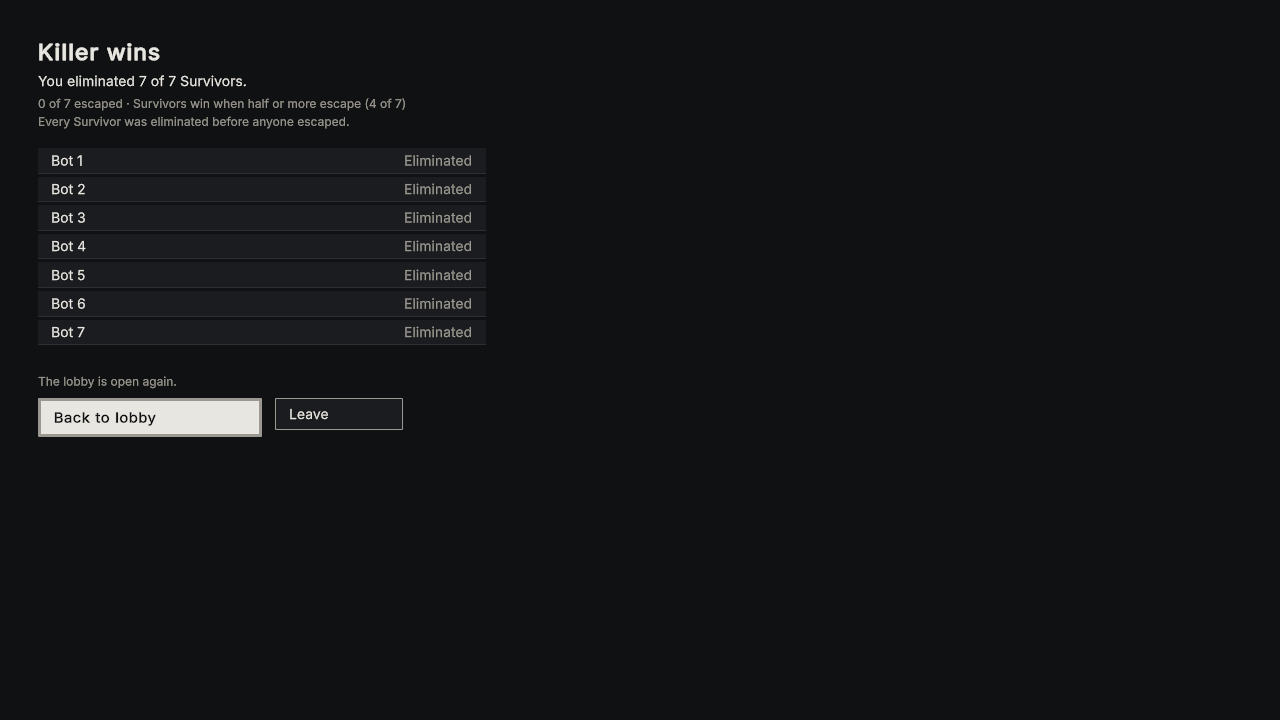 Killer wins
You eliminated 7 of 7 Survivors.
0 of 7 escaped · Survivors win when half or more escape (4 of 7)
Every Survivor was eliminated before anyone escaped.
Bot 1 Eliminated
Bot 2 Eliminated
Bot 3 Eliminated
Bot 4 Eliminated
Bot 5 Eliminated
Bot 6 Eliminated
Bot 7 Eliminated
The lobby is open again.
Back to lobby Leave